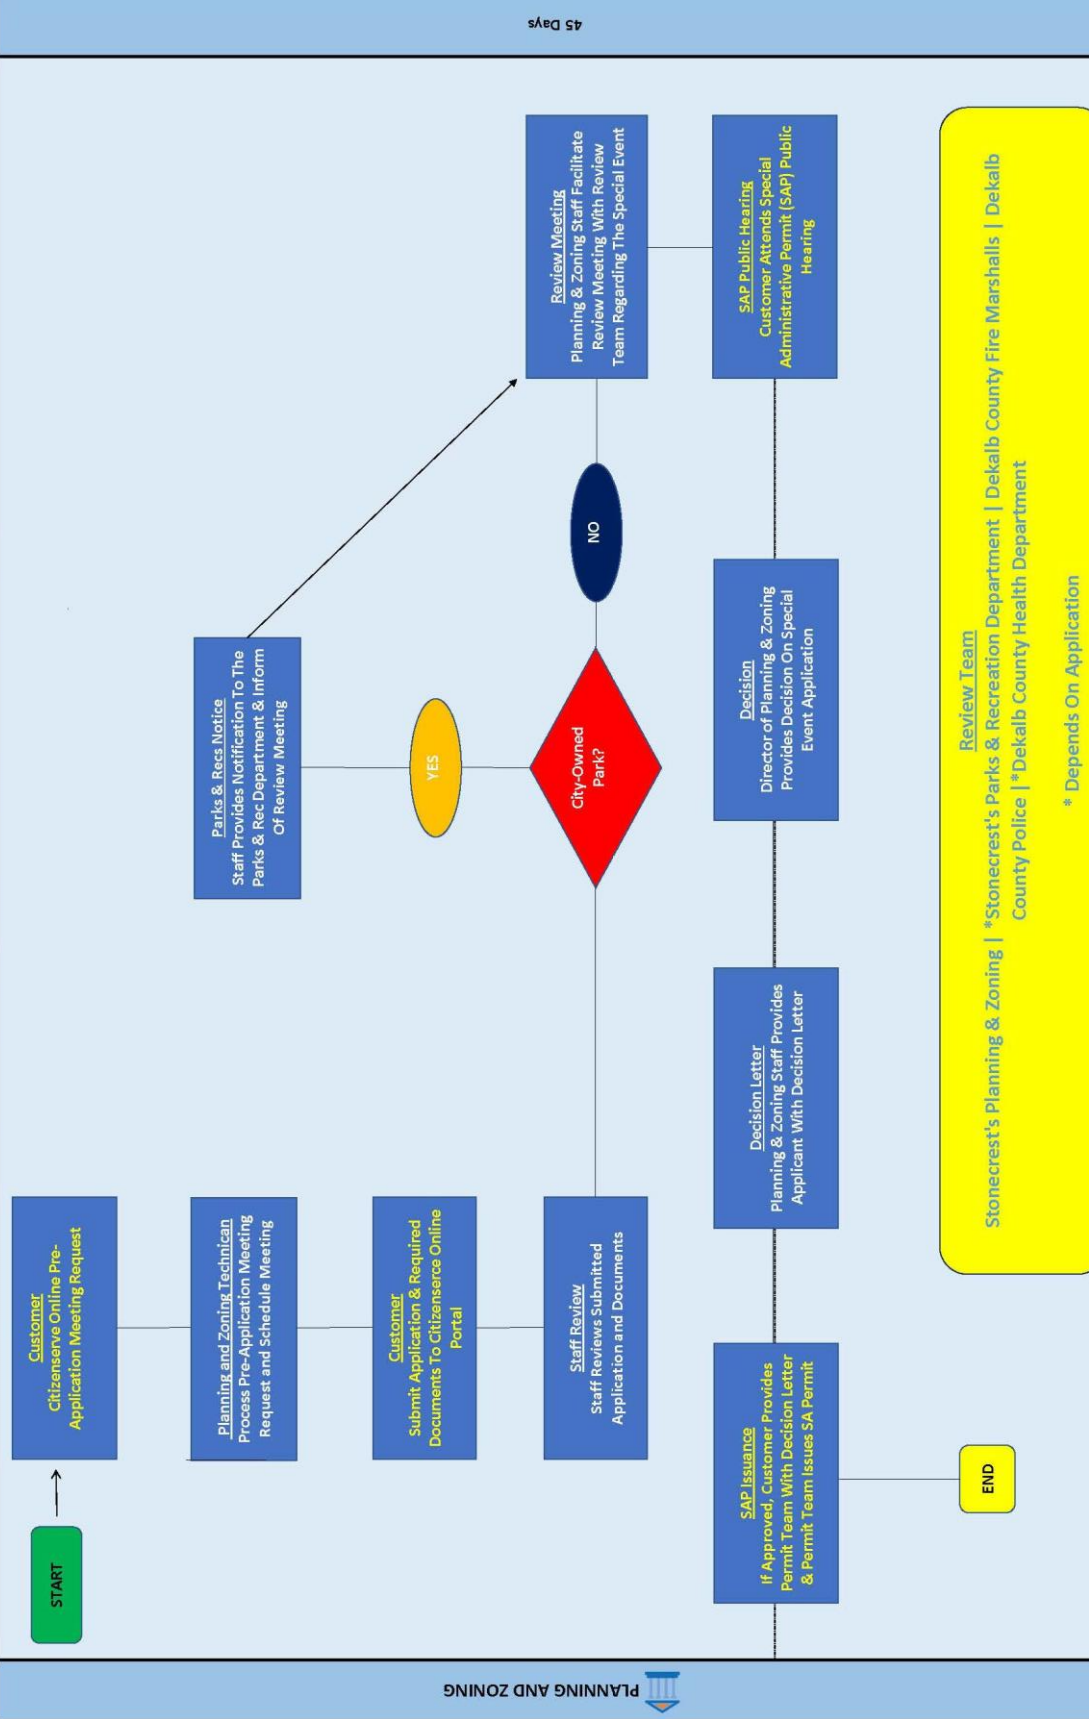 PLANNING AND ZONING
START
Customer
Citizenserve Online Pre-
Application Meeting Request
Planning and Zoning Technican
Process Pre-Application Meeting
Request and Schedule Meeting
Customer
Submit Application & Required
Documents To Citizenserce Online
Portal
Staff Review
Staff Reviews Submitted
Application and Documents
City-Owned
Park?
YES
Parks & Recs Notice
Staff Provides Notification To The
Parks & Rec Department & Inform
Of Review Meeting
NO
Review Meeting
Planning & Zoning Staff Facilitate
Review Meeting With Review
Team Regarding The Special Event
SAP Public Hearing
Customer Attends Special
Administrative Permit (SAP) Public
Hearing
Decision
Director of Planning & Zoning
Provides Decision On Special
Event Application
Decision Letter
Planning & Zoning Staff Provides
Applicant With Decision Letter
SAP Issuance
If Approved, Customer Provides
Permit Team With Decision Letter
& Permit Team Issues SA Permit
END
Review Team
Stonecrest's Planning & Zoning | *Stonecrest's Parks & Recreation Department | Dekalb County Fire Marshalls | Dekalb
County Police | *Dekalb County Health Department
* Depends On Application
45 Days